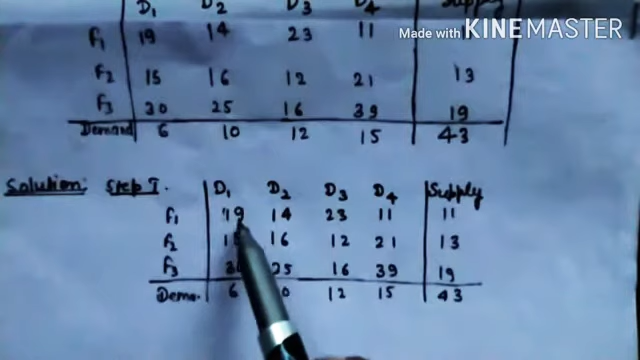 D1 D2 D3 D4
Made with KINEMASTER
F1 19 14 23 11
F2 15 16 12 21 13
F3 30 25 16 39 19
Demand 6 10 12 15 43
Solution: Step I. D1 D2 D3 D4 Supply
F1 19 14 23 11 11
F2 16 12 21 13
F3 25 16 39 19
Dema. 6 12 15 43